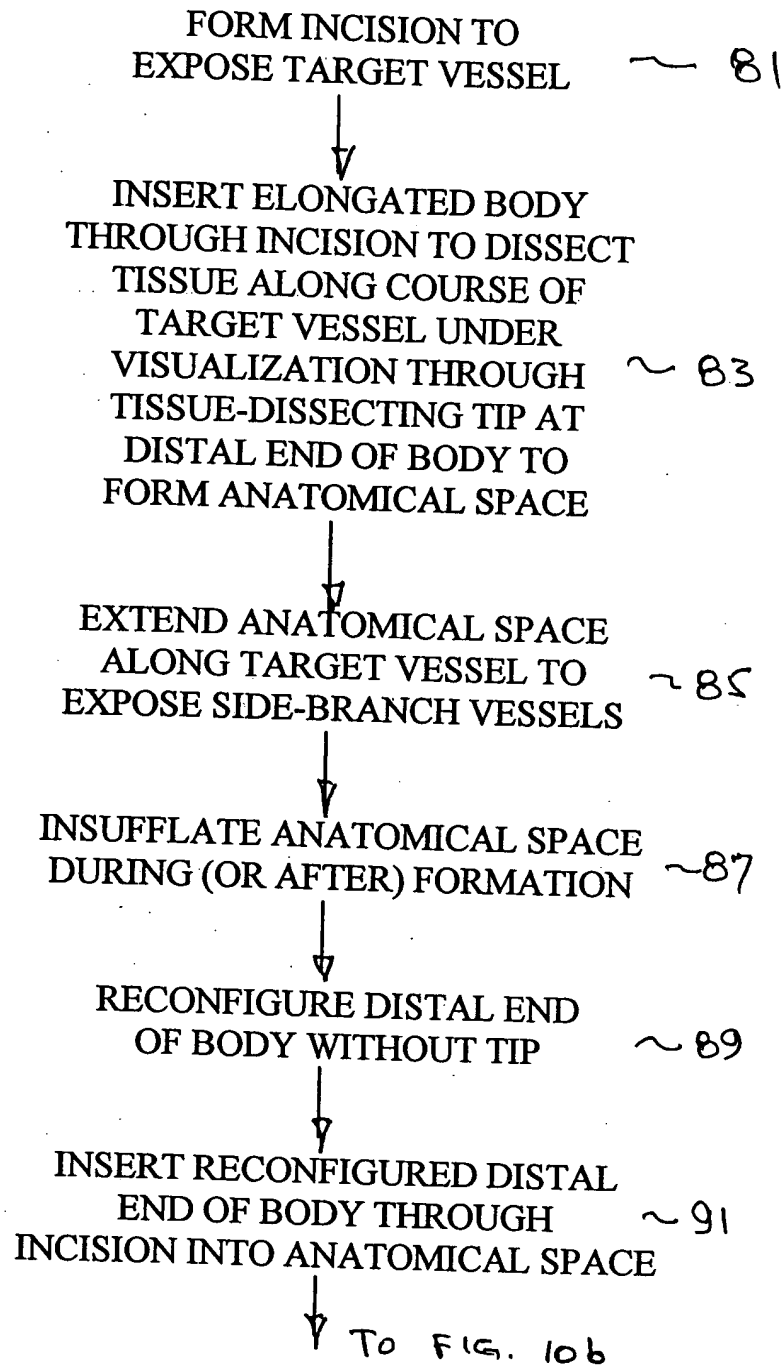 FORM INCISION TO
EXPOSE TARGET VESSEL ~ 81
INSERT ELONGATED BODY
THROUGH INCISION TO DISSECT
TISSUE ALONG COURSE OF
TARGET VESSEL UNDER
VISUALIZATION THROUGH ~ 83
TISSUE-DISSECTING TIP AT
DISTAL END OF BODY TO
FORM ANATOMICAL SPACE
EXTEND ANATOMICAL SPACE
ALONG TARGET VESSEL TO ~ 85
EXPOSE SIDE-BRANCH VESSELS
INSUFFLATE ANATOMICAL SPACE
DURING (OR AFTER) FORMATION ~87
RECONFIGURE DISTAL END
OF BODY WITHOUT TIP ~ 89
INSERT RECONFIGURED DISTAL
END OF BODY THROUGH ~ 91
INCISION INTO ANATOMICAL SPACE
TO FIG. 10b